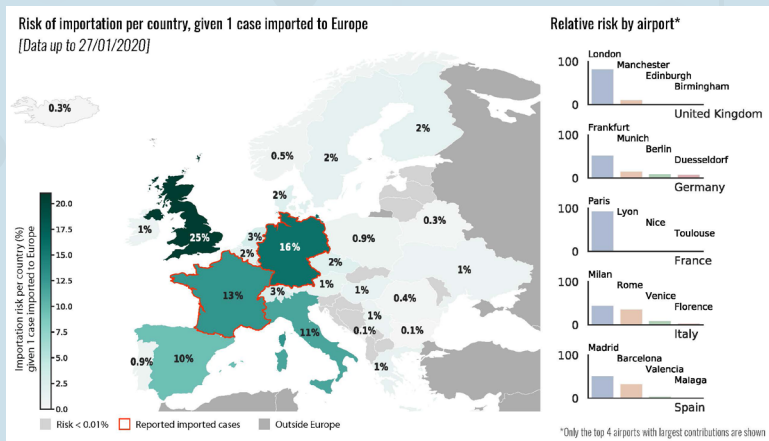 Risk of importation per country, given 1 case imported to Europe
[Data up to 27/01/2020]
0.3%
2%
0.5%
2%
2%
1%
25%
3%
2%
16%
0.9%
0.3%
2%
1%
1%
1%
13%
3%
0.4%
1%
0.1%
0.1%
11%
10%
0.9%
1%
Importation risk per country (%)
given 1 case imported to Europe
20.0
17.5
15.0
12.5
10.0
7.5
5.0
2.5
0.0
Risk < 0.01%
Reported imported cases
Outside Europe
Relative risk by airport*
100
0
London
Manchester
Edinburgh
Birmingham
United Kingdom
100
0
Frankfurt
Munich
Berlin
Duesseldorf
Germany
100
0
Paris
Lyon
Nice
Toulouse
France
100
0
Milan
Rome
Venice
Florence
Italy
100
0
Madrid
Barcelona
Valencia
Malaga
Spain
*Only the top 4 airports with largest contributions are shown